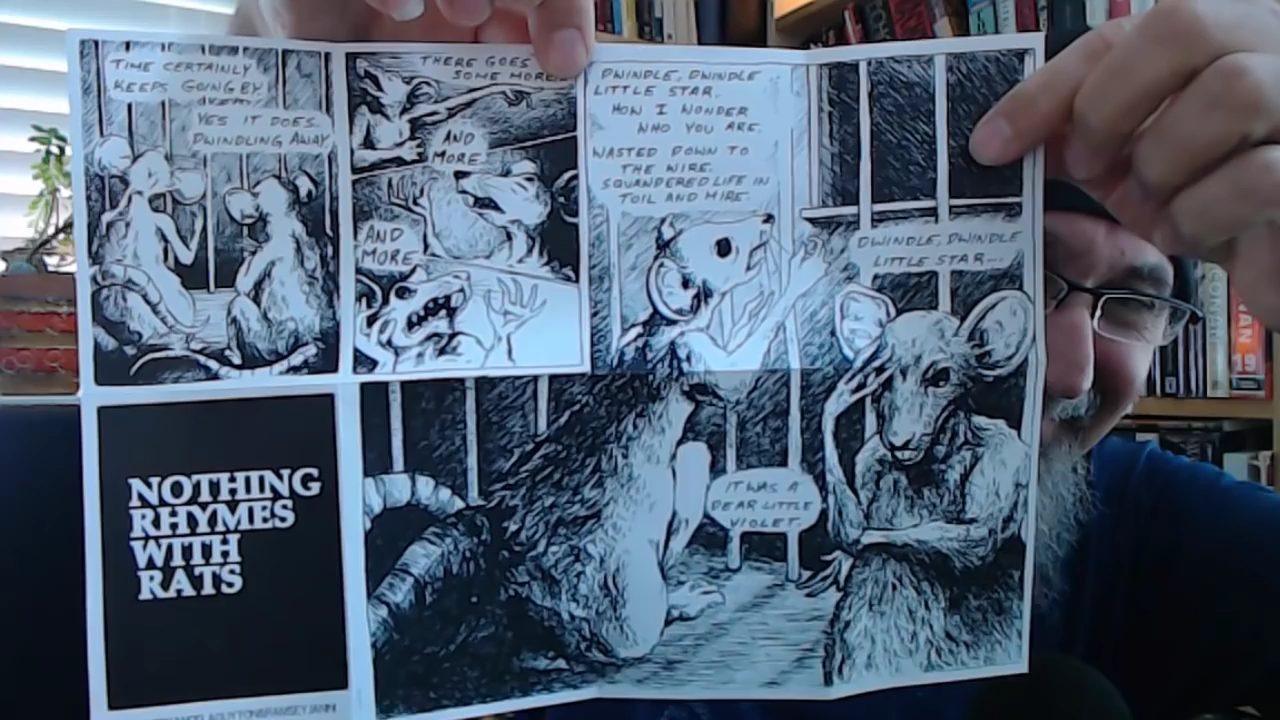 TIME CERTAINLY
KEEPS GOING BY
YES IT DOES.
DWINDLING AWAY
THERE GOES
SOME MORE...
AND
MORE.
AND
MORE.
DWINDLE, DWINDLE
LITTLE STAR.
HOW I WONDER
WHO YOU ARE.
WASTED DOWN TO
THE WIRE.
SQUANDERED LIFE IN
TOIL AND MIRE.
DWINDLE, DWINDLE
LITTLE STAR...
IT WAS A
DEAR LITTLE
VIOLET.
NOTHING
RHYMES
WITH
RATS
19